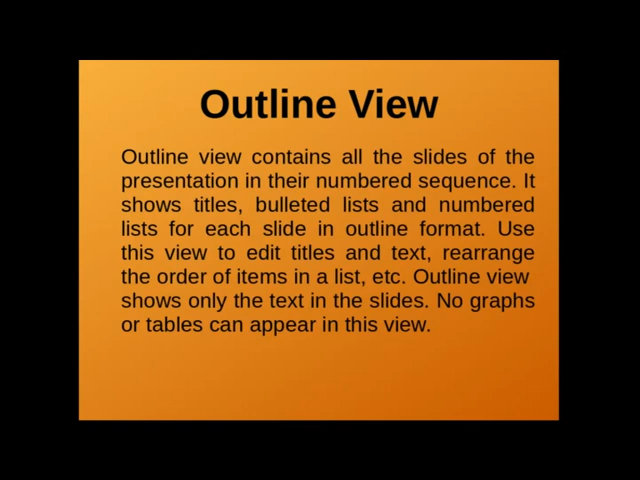 Outline View
Outline view contains all the slides of the
presentation in their numbered sequence. It
shows titles, bulleted lists and numbered
lists for each slide in outline format. Use
this view to edit titles and text, rearrange
the order of items in a list, etc. Outline view
shows only the text in the slides. No graphs
or tables can appear in this view.